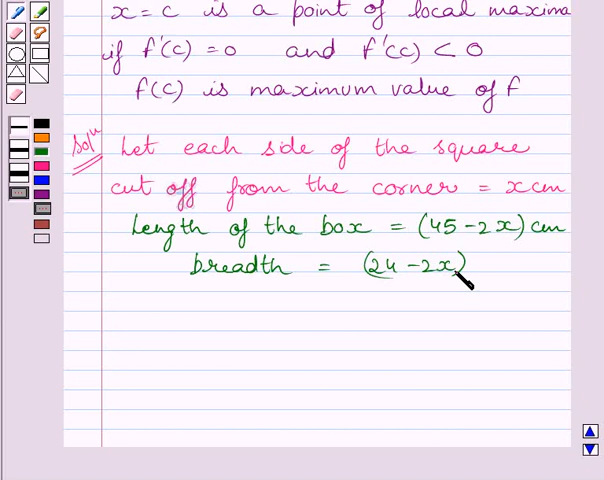 x = c is a point of local maxima
if f'(c) = 0 and f'(c) < 0
f(c) is maximum value of f
Solⁿ Let each side of the square
cut off from the corner = x cm
Length of the box = (45 - 2x) cm
breadth = (24 - 2x)